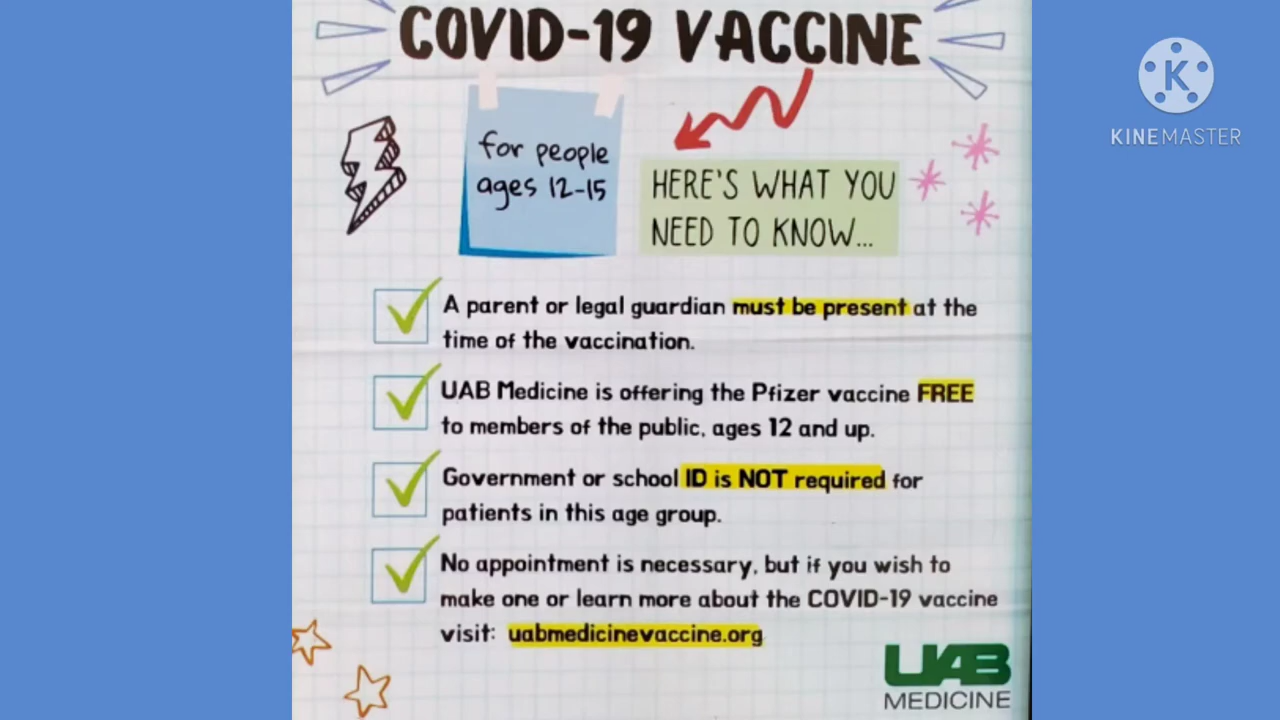 COVID-19 VACCINE
for people
ages 12-15
HERE'S WHAT YOU
NEED TO KNOW...
A parent or legal guardian must be present at the
time of the vaccination.
UAB Medicine is offering the Pfizer vaccine FREE
to members of the public, ages 12 and up.
Government or school ID is NOT required for
patients in this age group.
No appointment is necessary, but if you wish to
make one or learn more about the COVID-19 vaccine
visit: uabmedicinevaccine.org
UAB
MEDICINE
K
KINEMASTER